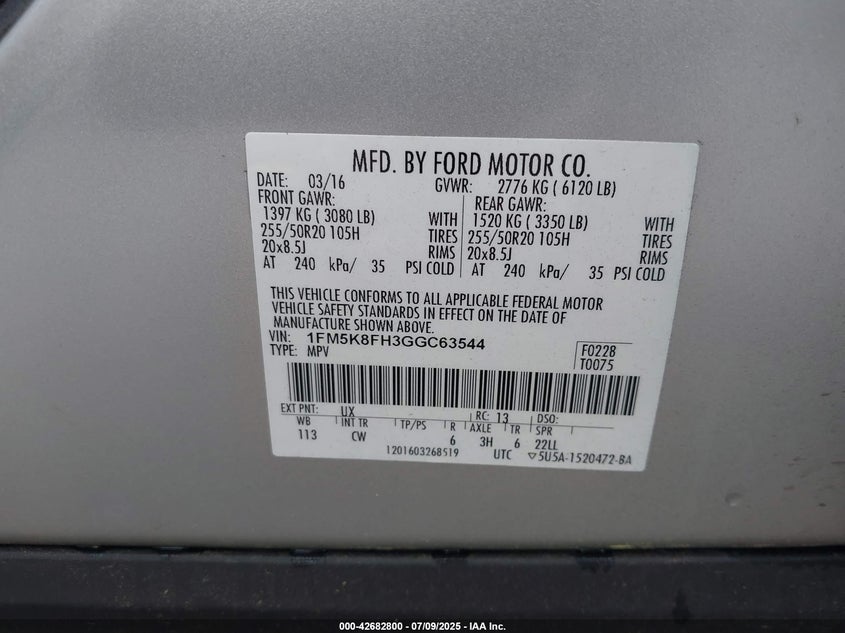 MFD. BY FORD MOTOR CO.
DATE: 03/16 GVWR: 2776 KG ( 6120 LB)
FRONT GAWR: REAR GAWR:
1397 KG ( 3080 LB) WITH 1520 KG ( 3350 LB) WITH
255/50R20 105H TIRES 255/50R20 105H TIRES
20x8.5J RIMS 20x8.5J RIMS
AT 240 kPa/ 35 PSI COLD AT 240 kPa/ 35 PSI COLD
THIS VEHICLE CONFORMS TO ALL APPLICABLE FEDERAL MOTOR
VEHICLE SAFETY STANDARDS IN EFFECT ON THE DATE OF
MANUFACTURE SHOWN ABOVE.
VIN: 1FM5K8FH3GGC63544 F0228
TYPE: MPV T0075
EXT PNT: UX RC: 13 DSO:
WB INT TR TP/PS R AXLE TR SPR
113 CW 6 3H 6 22LL
1201603268519 UTC ▽5U5A-1520472-BA
000-42682800 / 07/09/2025 - IAA Inc.